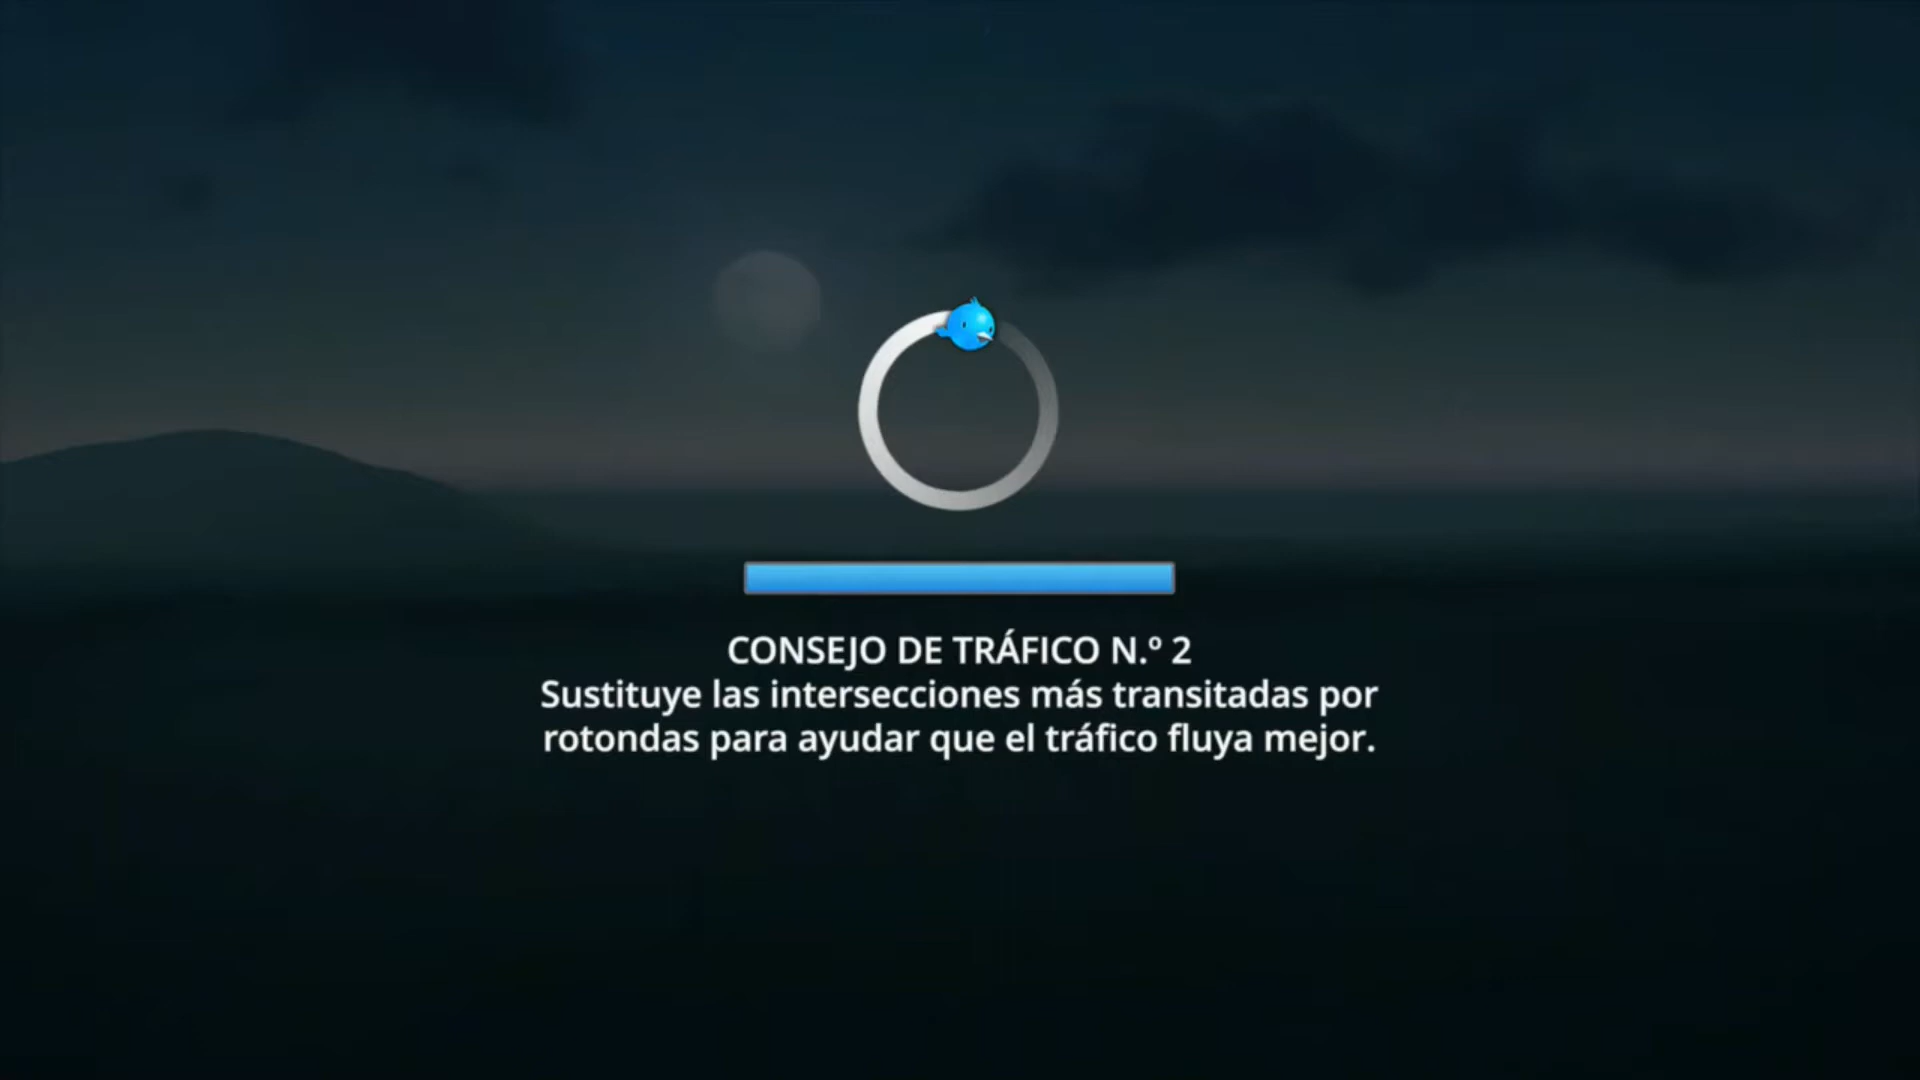 CONSEJO DE TRÁFICO N.º 2
Sustituye las intersecciones más transitadas por
rotondas para ayudar que el tráfico fluya mejor.